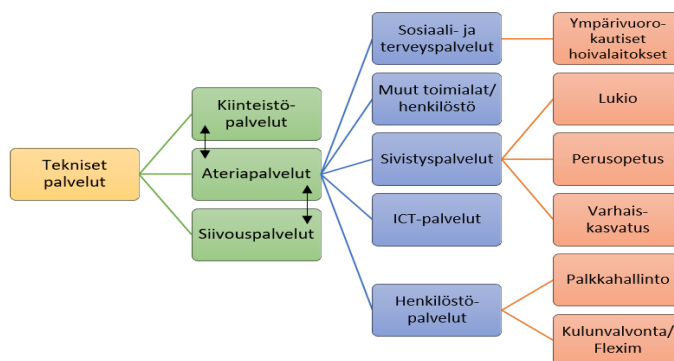 Tekniset
palvelut
Kiinteistö-
palvelut
Ateriapalvelut
Siivouspalvelut
Sosiaali- ja
terveyspalvelut
Muut toimialat/
henkilöstö
Sivistyspalvelut
ICT-palvelut
Henkilöstö-
palvelut
Ympärivuoro-
kautiset
hoivalaitokset
Lukio
Perusopetus
Varhais-
kasvatus
Palkkahallinto
Kulunvalvonta/
Flexim